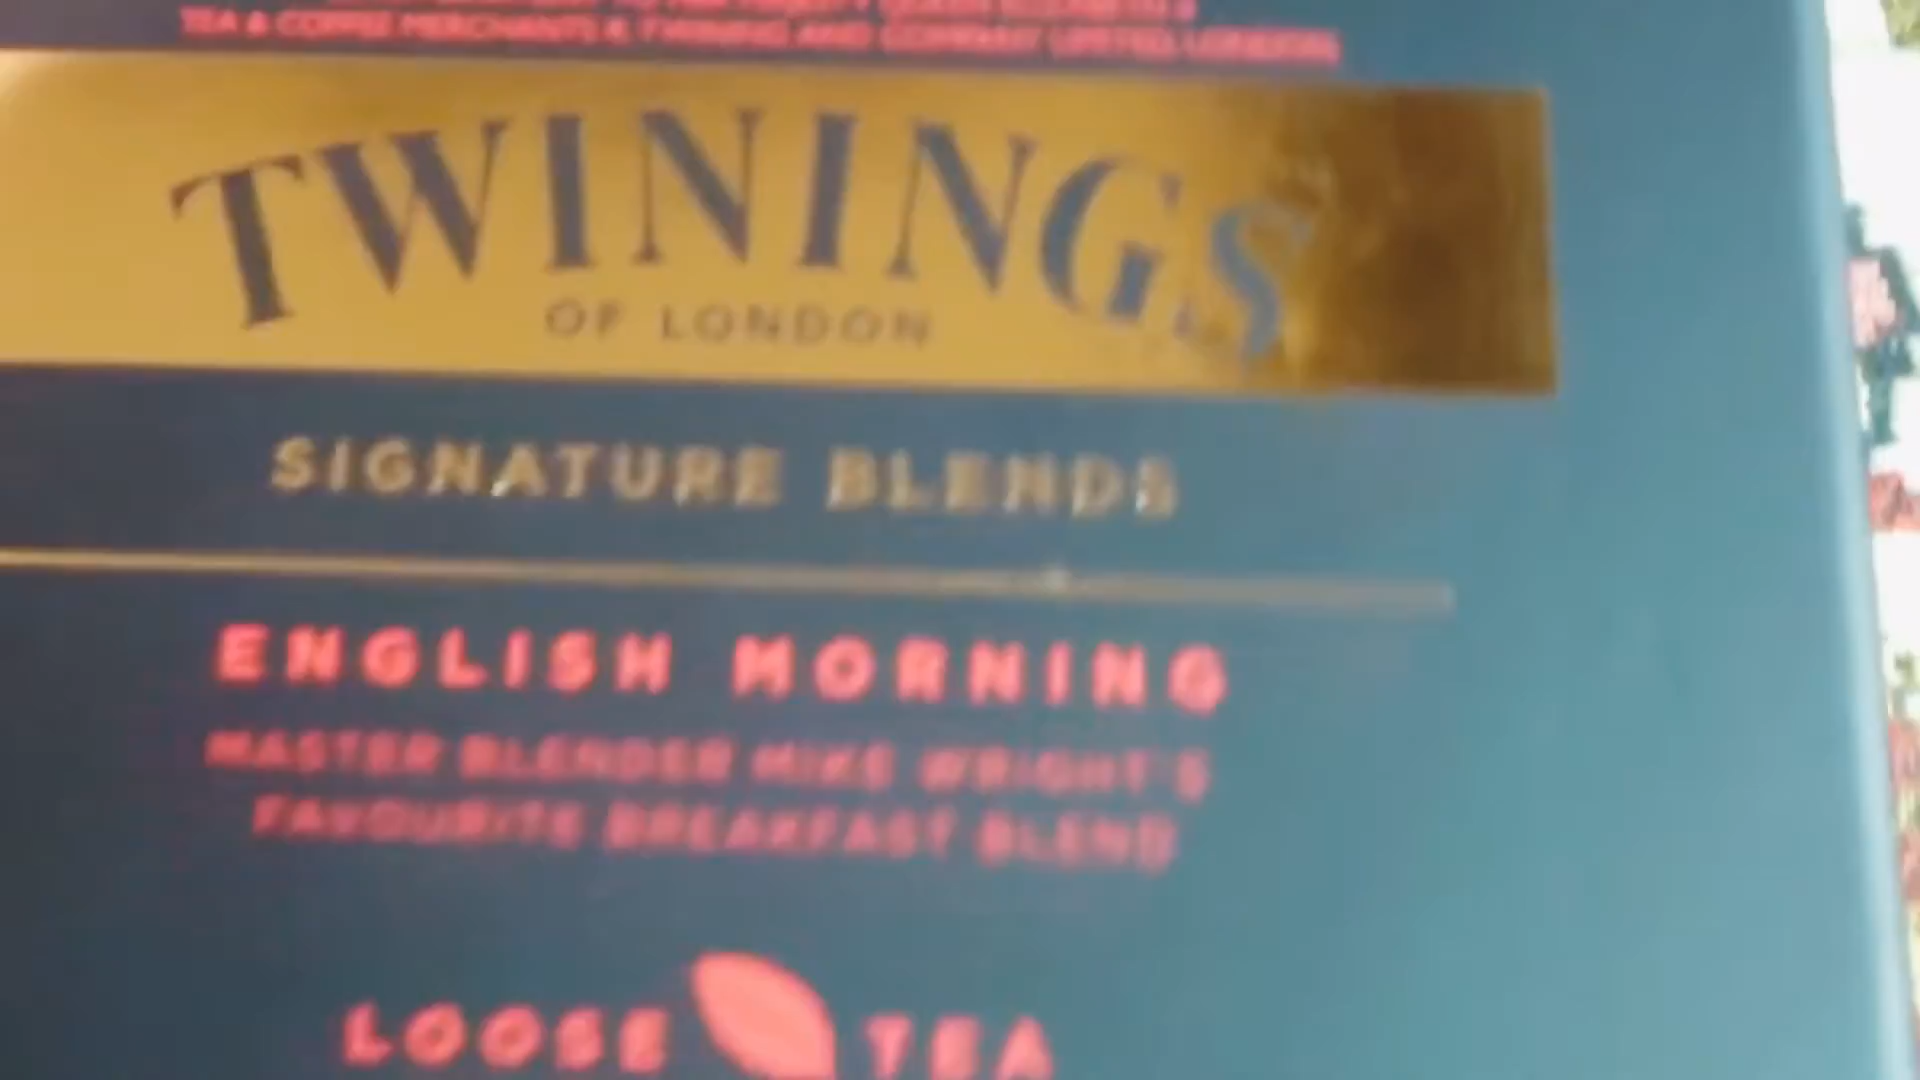 TEA & COFFEE MERCHANTS R. TWINING AND COMPANY LIMITED, LONDON
TWININGS
OF LONDON
SIGNATURE BLENDS
ENGLISH MORNING
MASTER BLENDER MIKE WRIGHT'S
FAVOURITE BREAKFAST BLEND
LOOSE TEA